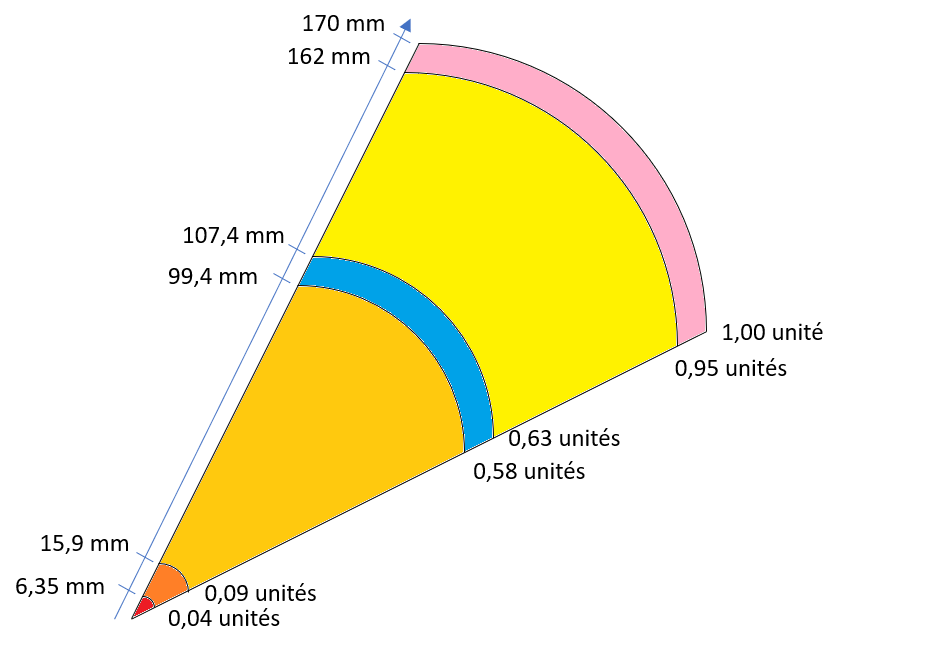 170 mm
162 mm
107,4 mm
99,4 mm
1,00 unité
0,95 unités
0,63 unités
0,58 unités
15,9 mm
6,35 mm
0,09 unités
0,04 unités